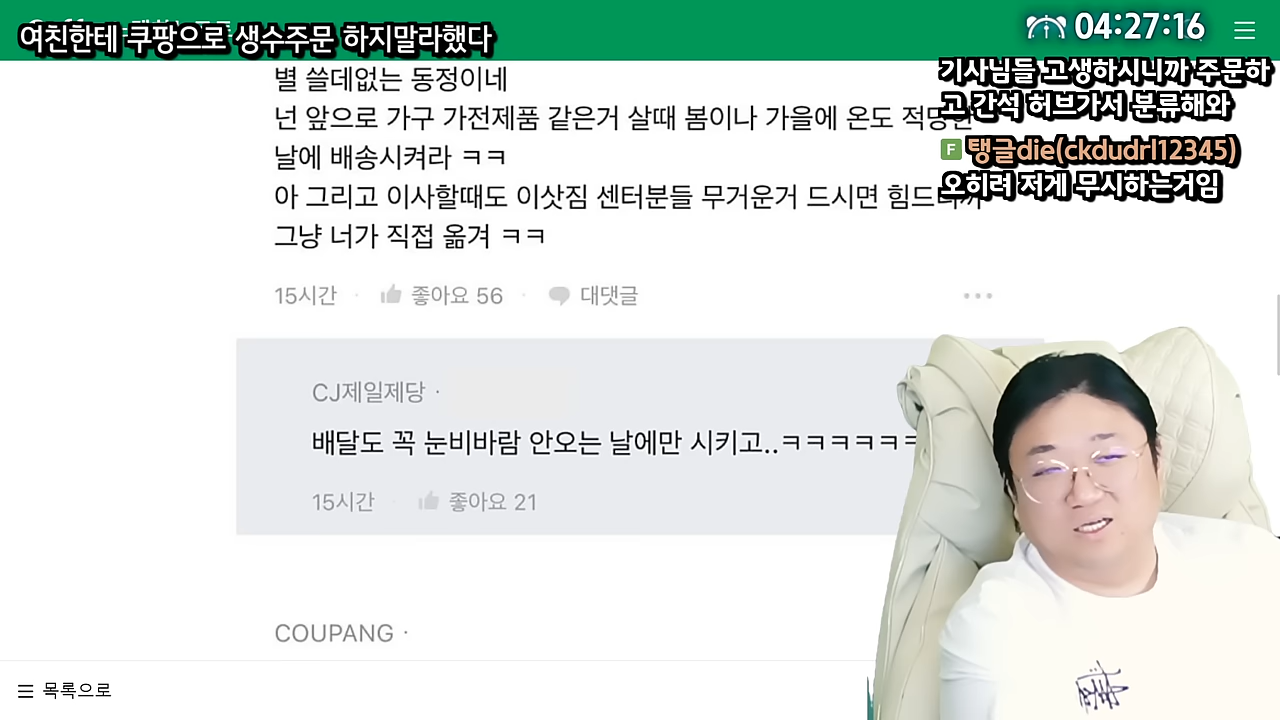 여친한테 쿠팡으로 생수주문 하지말라했다
04:27:16
별 쓸데없는 동정이네
넌 앞으로 가구 가전제품 같은거 살때 봄이나 가을에 온도
날에 배송시켜라 ㅋㅋ
아 그리고 이사할때도 이삿짐 센터분들 무거운거 드시면
그냥 너가 직접 옮겨 ㅋㅋ
15시간 · 좋아요 56 · 대댓글
기사님들 고생하시니까 주문하
고 간석 허브가서 분류해와
F 탱글die(ckdudrl12345)
오히려 저게 무시하는거임
CJ제일제당 ·
배달도 꼭 눈비바람 안오는 날에만 시키고..ㅋㅋㅋㅋㅋㅋ
15시간 · 좋아요 21
COUPANG ·
목록으로